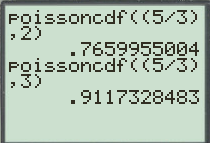 poissoncdf((5/3)
,2)
.7659955004
poissoncdf((5/3)
,3)
.9117328483